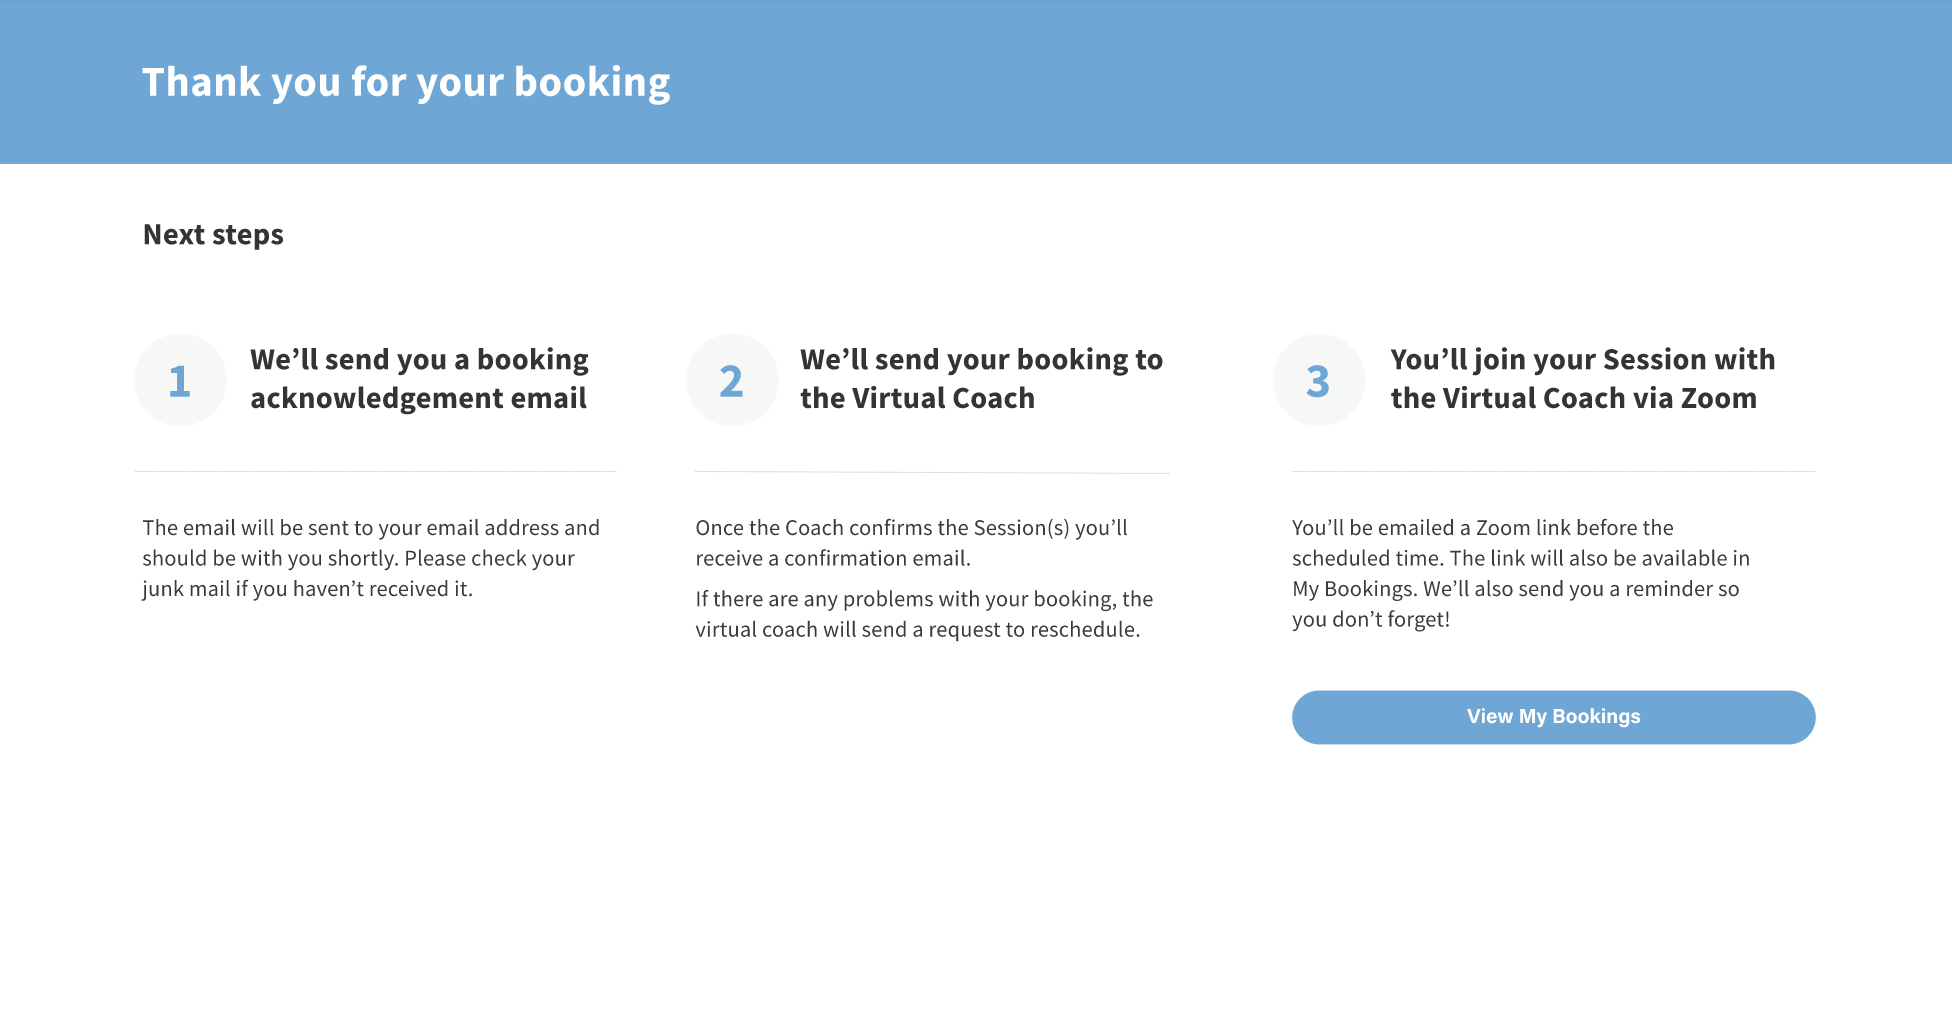 Thank you for your booking
Next steps
1
We’ll send you a booking
acknowledgement email
The email will be sent to your email address and
should be with you shortly. Please check your
junk mail if you haven’t received it.
2
We’ll send your booking to
the Virtual Coach
Once the Coach confirms the Session(s) you’ll
receive a confirmation email.
If there are any problems with your booking, the
virtual coach will send a request to reschedule.
3
You’ll join your Session with
the Virtual Coach via Zoom
You’ll be emailed a Zoom link before the
scheduled time. The link will also be available in
My Bookings. We’ll also send you a reminder so
you don’t forget!
View My Bookings